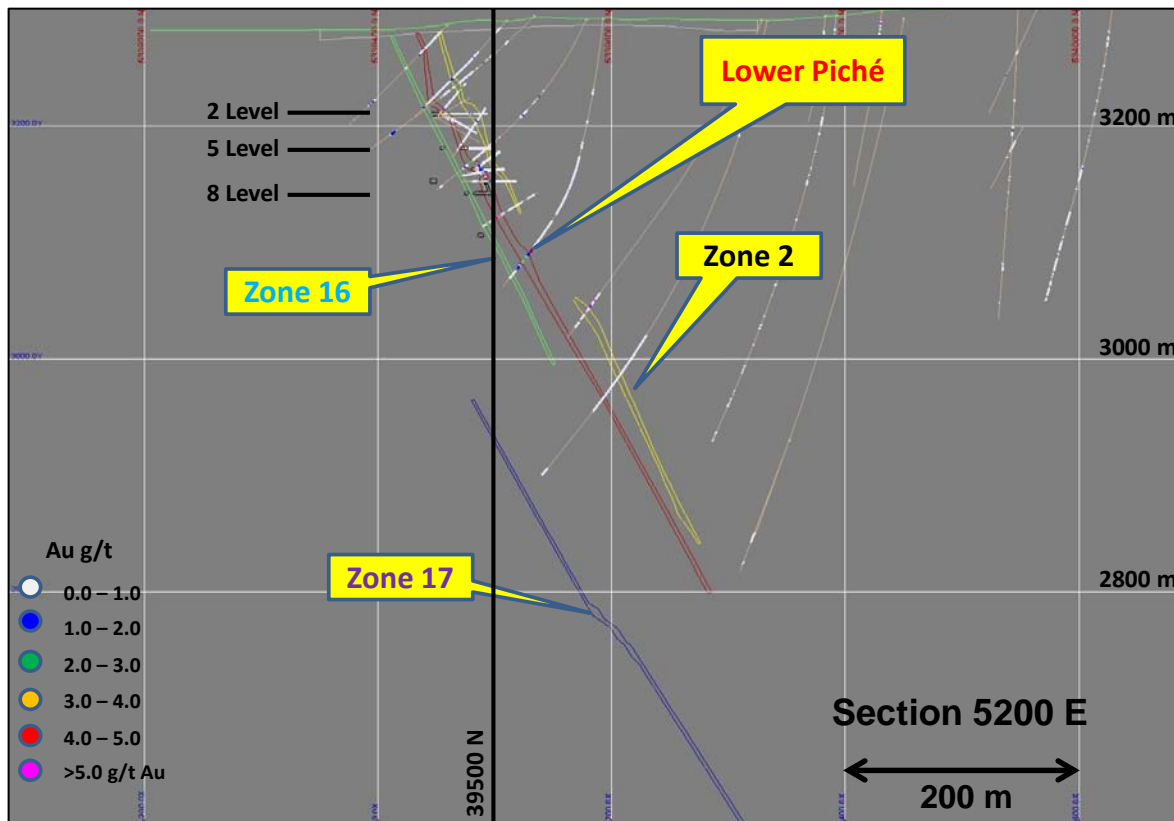 Lower Piché
2 Level
3200 m
5 Level
8 Level
Zone 2
Zone 16
3000 m
Zone 17
2800 m
Au g/t
0.0 – 1.0
1.0 – 2.0
2.0 – 3.0
3.0 – 4.0
4.0 – 5.0
>5.0 g/t Au
39500 N
Section 5200 E
200 m